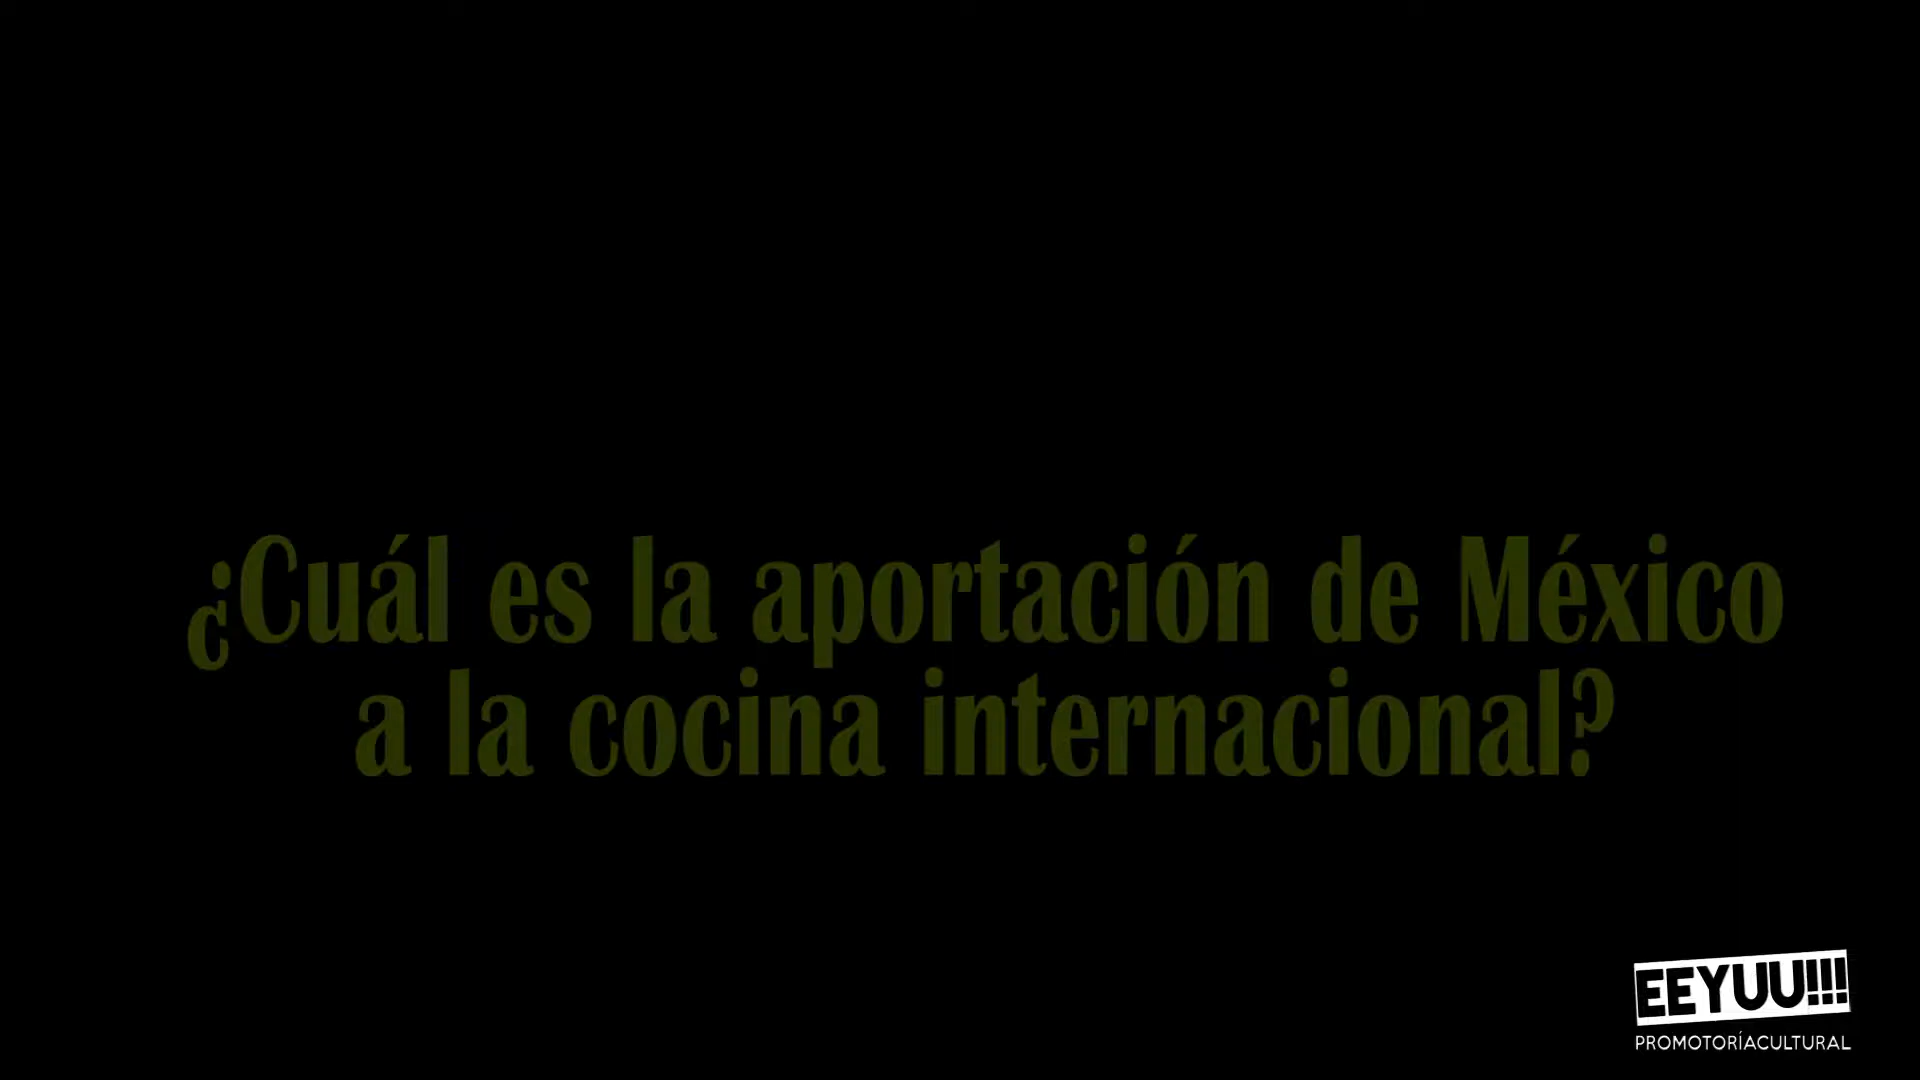 ¿Cuál es la aportación de México
a la cocina internacional?
EEYUU!!!
PROMOTORÍACULTURAL